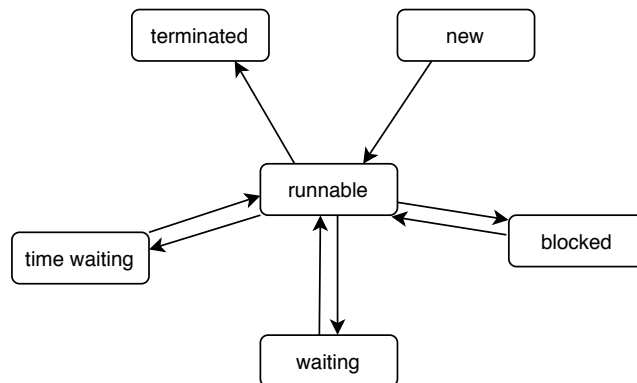 terminated
new
runnable
time waiting
blocked
waiting